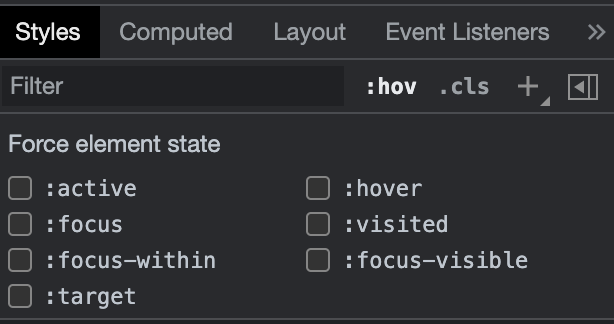 Styles Computed Layout Event Listeners »
Filter :hov .cls +
Force element state
:active :hover
:focus :visited
:focus-within :focus-visible
:target